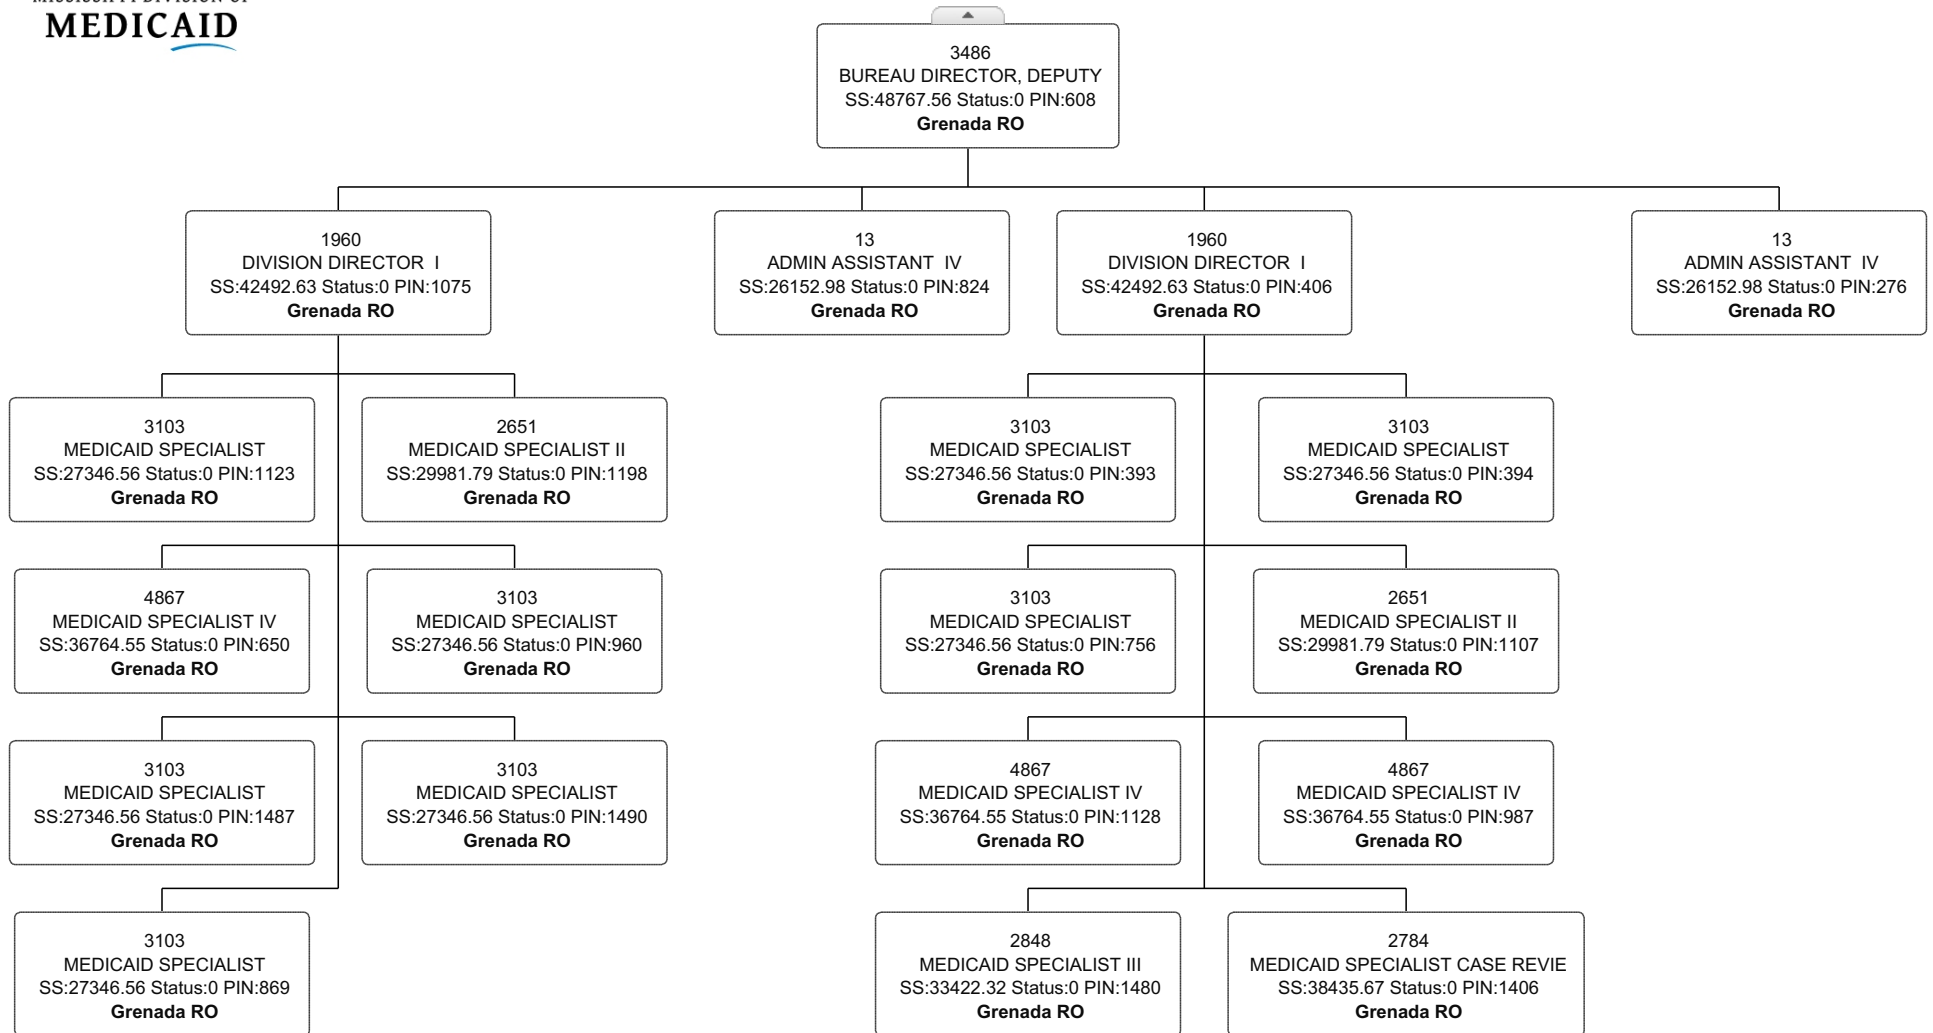 MISSISSIPPI DIVISION OF
MEDICAID
3486
BUREAU DIRECTOR, DEPUTY
SS:48767.56 Status:0 PIN:608
Grenada RO
1960
DIVISION DIRECTOR  I
SS:42492.63 Status:0 PIN:1075
Grenada RO
13
ADMIN ASSISTANT  IV
SS:26152.98 Status:0 PIN:824
Grenada RO
1960
DIVISION DIRECTOR  I
SS:42492.63 Status:0 PIN:406
Grenada RO
13
ADMIN ASSISTANT  IV
SS:26152.98 Status:0 PIN:276
Grenada RO
3103
MEDICAID SPECIALIST
SS:27346.56 Status:0 PIN:1123
Grenada RO
2651
MEDICAID SPECIALIST II
SS:29981.79 Status:0 PIN:1198
Grenada RO
3103
MEDICAID SPECIALIST
SS:27346.56 Status:0 PIN:393
Grenada RO
3103
MEDICAID SPECIALIST
SS:27346.56 Status:0 PIN:394
Grenada RO
4867
MEDICAID SPECIALIST IV
SS:36764.55 Status:0 PIN:650
Grenada RO
3103
MEDICAID SPECIALIST
SS:27346.56 Status:0 PIN:960
Grenada RO
3103
MEDICAID SPECIALIST
SS:27346.56 Status:0 PIN:756
Grenada RO
2651
MEDICAID SPECIALIST II
SS:29981.79 Status:0 PIN:1107
Grenada RO
3103
MEDICAID SPECIALIST
SS:27346.56 Status:0 PIN:1487
Grenada RO
3103
MEDICAID SPECIALIST
SS:27346.56 Status:0 PIN:1490
Grenada RO
4867
MEDICAID SPECIALIST IV
SS:36764.55 Status:0 PIN:1128
Grenada RO
4867
MEDICAID SPECIALIST IV
SS:36764.55 Status:0 PIN:987
Grenada RO
3103
MEDICAID SPECIALIST
SS:27346.56 Status:0 PIN:869
Grenada RO
2848
MEDICAID SPECIALIST III
SS:33422.32 Status:0 PIN:1480
Grenada RO
2784
MEDICAID SPECIALIST CASE REVIE
SS:38435.67 Status:0 PIN:1406
Grenada RO